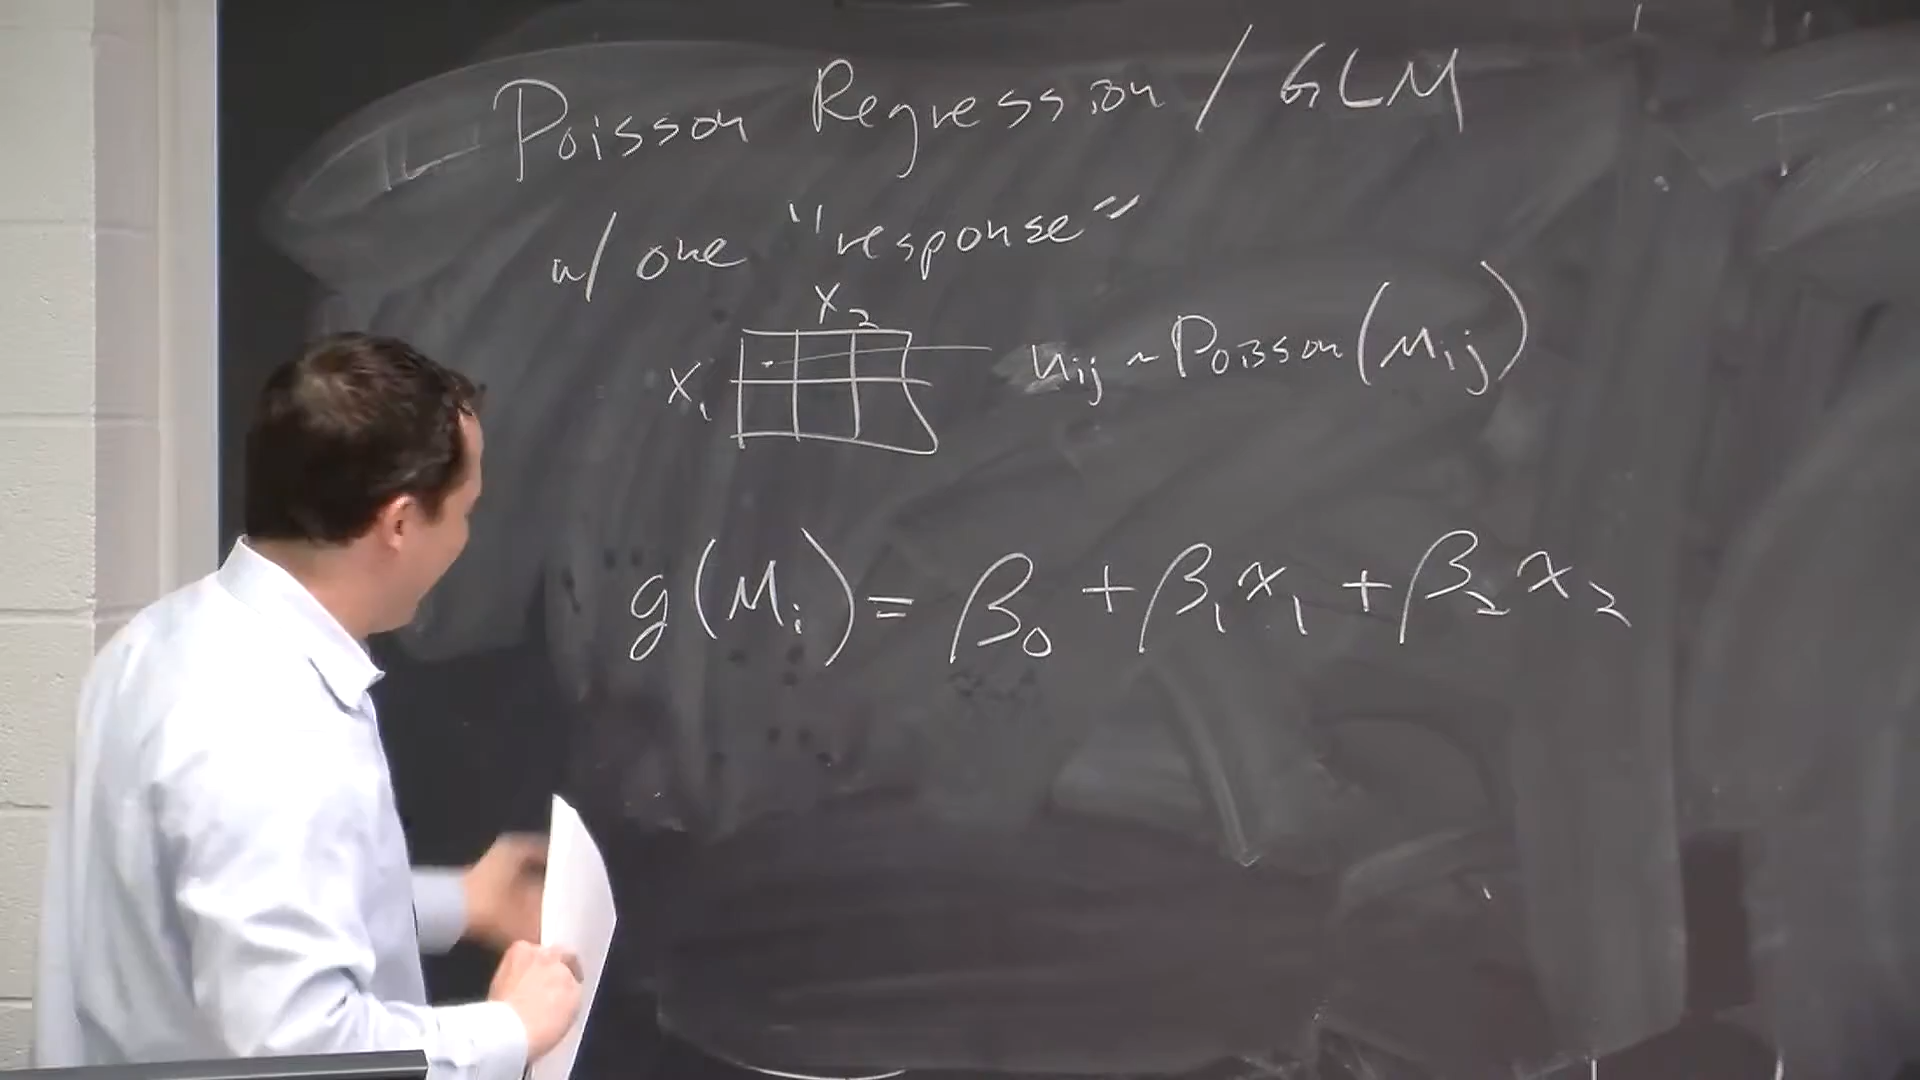 Poisson Regression / GLM
w/ one "response"
X₂
X₁
nᵢⱼ ~ Poisson(μᵢⱼ)
g(μᵢ) = β₀ + β₁x₁ + β₂x₂